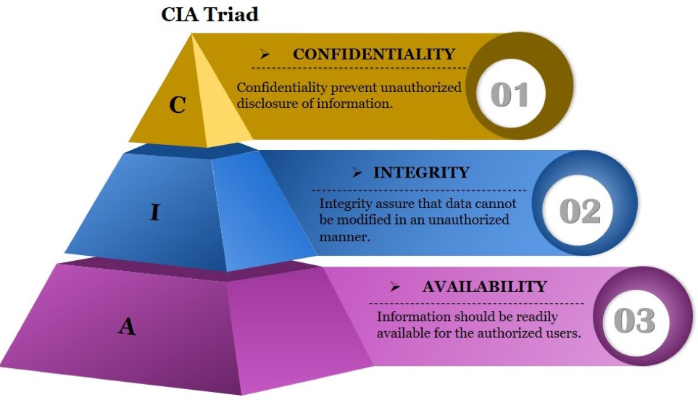 CIA Triad
C
➢ CONFIDENTIALITY
Confidentiality prevent unauthorized
disclosure of information.
01
I
➢ INTEGRITY
Integrity assure that data cannot
be modified in an unauthorized
manner.
02
A
➢ AVAILABILITY
Information should be readily
available for the authorized users.
03